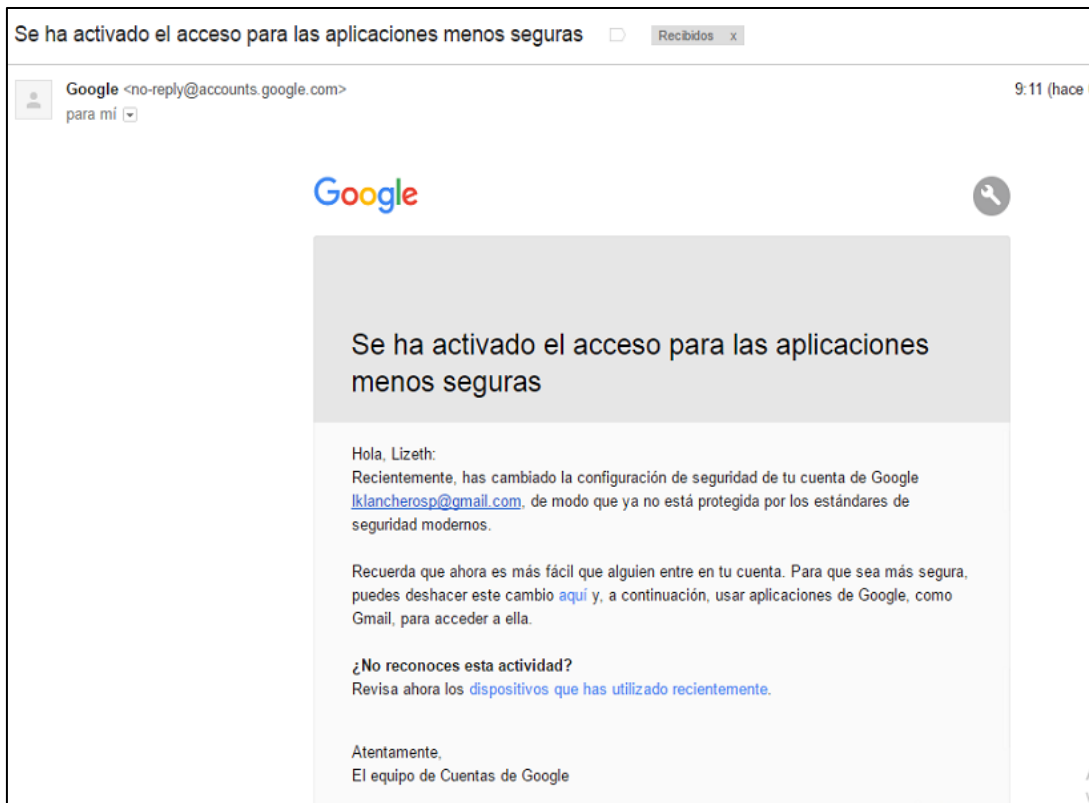 Se ha activado el acceso para las aplicaciones menos seguras Recibidos x
Google <no-reply@accounts.google.com> 9:11 (hace
para mí
Google
Se ha activado el acceso para las aplicaciones
menos seguras
Hola, Lizeth:
Recientemente, has cambiado la configuración de seguridad de tu cuenta de Google
lklancherosp@gmail.com, de modo que ya no está protegida por los estándares de
seguridad modernos.
Recuerda que ahora es más fácil que alguien entre en tu cuenta. Para que sea más segura,
puedes deshacer este cambio aquí y, a continuación, usar aplicaciones de Google, como
Gmail, para acceder a ella.
¿No reconoces esta actividad?
Revisa ahora los dispositivos que has utilizado recientemente.
Atentamente,
El equipo de Cuentas de Google